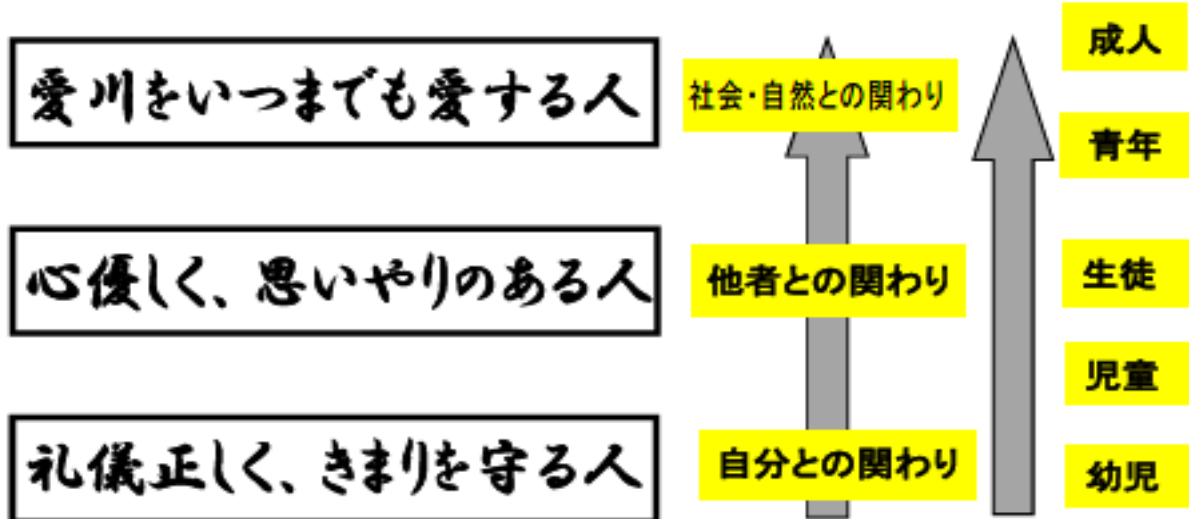 愛川をいつまでも愛する人
社会・自然との関わり
成人
青年
心優しく、思いやりのある人
他者との関わり
生徒
児童
礼儀正しく、きまりを守る人
自分との関わり
幼児